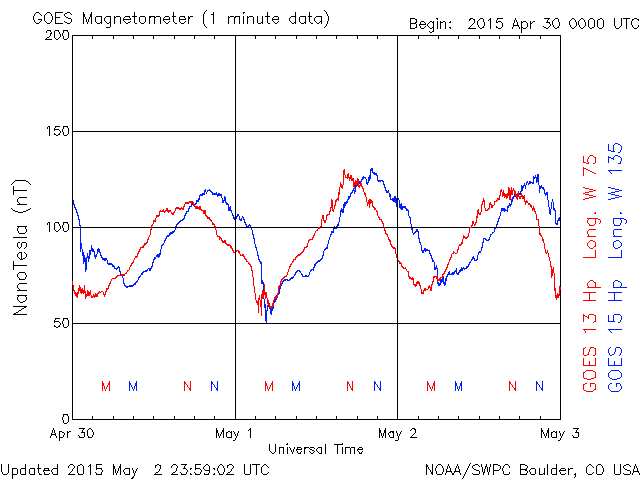 GOES Magnetometer (1 minute data)
Begin: 2015 Apr 30 0000 UTC
200
150
100
50
0
NanoTesla (nT)
M M N N M M N N M M N N
Apr 30 May 1 May 2 May 3
Universal Time
GOES 13 Hp Long. W 75
GOES 15 Hp Long. W 135
Updated 2015 May 2 23:59:02 UTC
NOAA/SWPC Boulder, CO USA